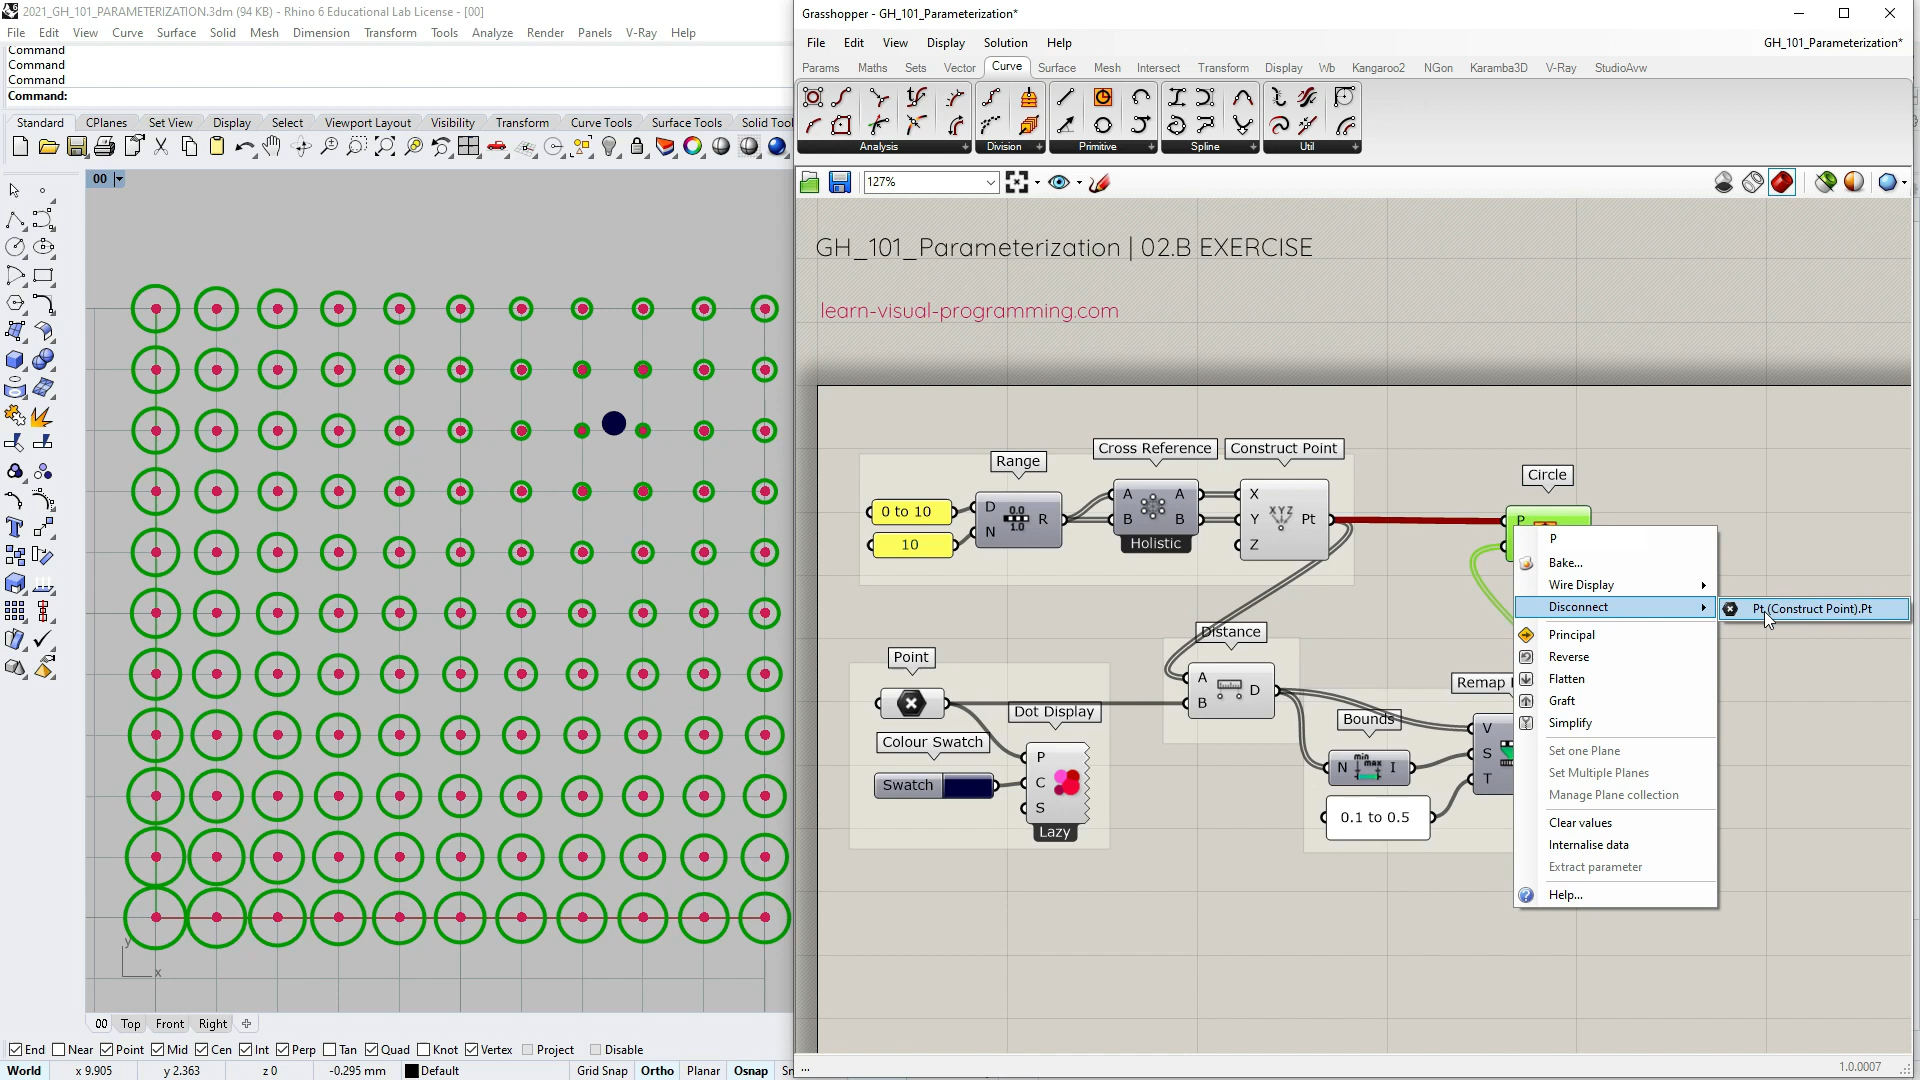 2021_GH_101_PARAMETERIZATION.3dm (94 KB) - Rhino 6 Educational Lab License - [00]
File Edit View Curve Surface Solid Mesh Dimension Transform Tools Analyze Render Panels V-Ray Help
Command
Command
Command
Command:
Standard CPlanes Set View Display Select Viewport Layout Visibility Transform Curve Tools Surface Tools Solid Tool
00
y
x
00 Top Front Right
End Near Point Mid Cen Int Perp Tan Quad Knot Vertex Project Disable
World x 9.905 y 2.363 z 0 -0.295 mm Default Grid Snap Ortho Planar Osnap Sn
Grasshopper - GH_101_Parameterization*
File Edit View Display Solution Help GH_101_Parameterization*
Params Maths Sets Vector Curve Surface Mesh Intersect Transform Display Wb Kangaroo2 NGon Karamba3D V-Ray StudioAvw
Analysis Division Primitive Spline Util
127%
GH_101_Parameterization | 02.B EXERCISE
learn-visual-programming.com
Range
Cross Reference
Construct Point
Circle
0 to 10
10
D
N
0.0
1.0
R
A A
B B
Holistic
X
Y
Z
XYZ
Pt
P
Point
Distance
A
B
D
Dot Display
Colour Swatch
Swatch
P
C
S
Lazy
Bounds
N
min
max
I
0.1 to 0.5
Remap
V
S
T
P
Bake...
Wire Display
Disconnect
Pt (Construct Point).Pt
Principal
Reverse
Flatten
Graft
Simplify
Set one Plane
Set Multiple Planes
Manage Plane collection
Clear values
Internalise data
Extract parameter
Help...
...
1.0.0007